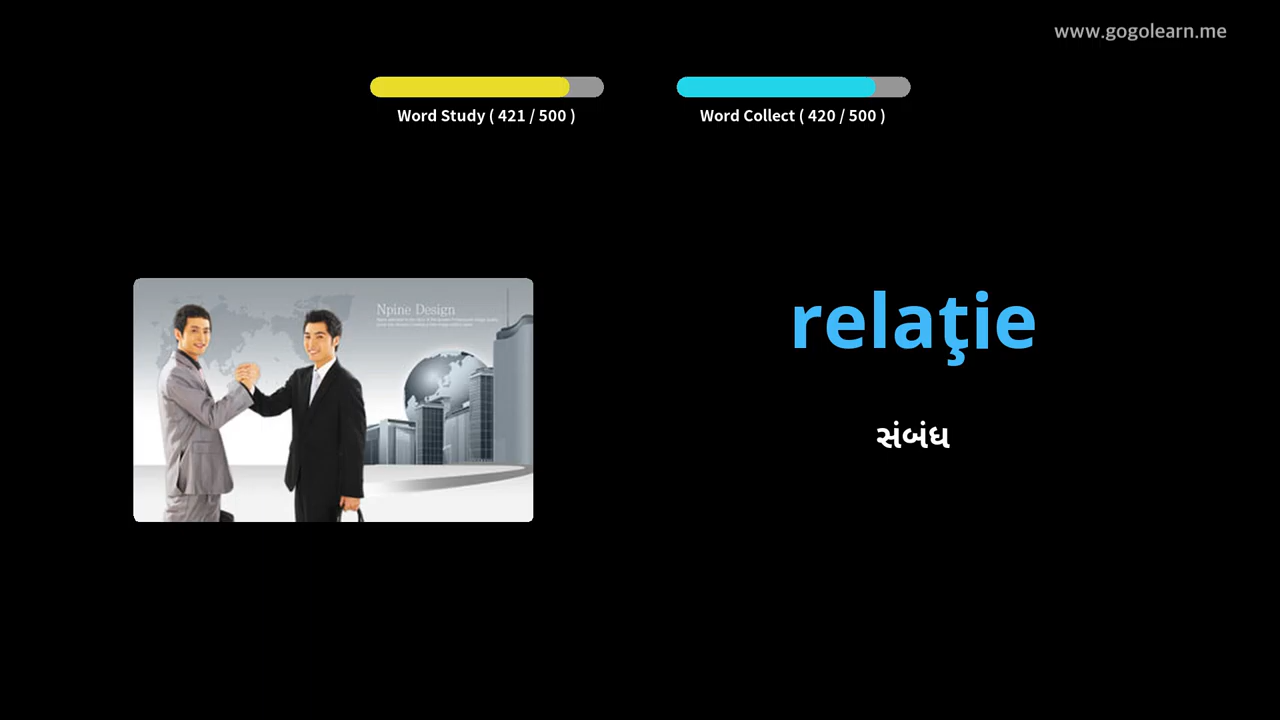 www.gogolearn.me
Word Study ( 421 / 500 )
Word Collect ( 420 / 500 )
Npine Design
relaţie
સંબંધ